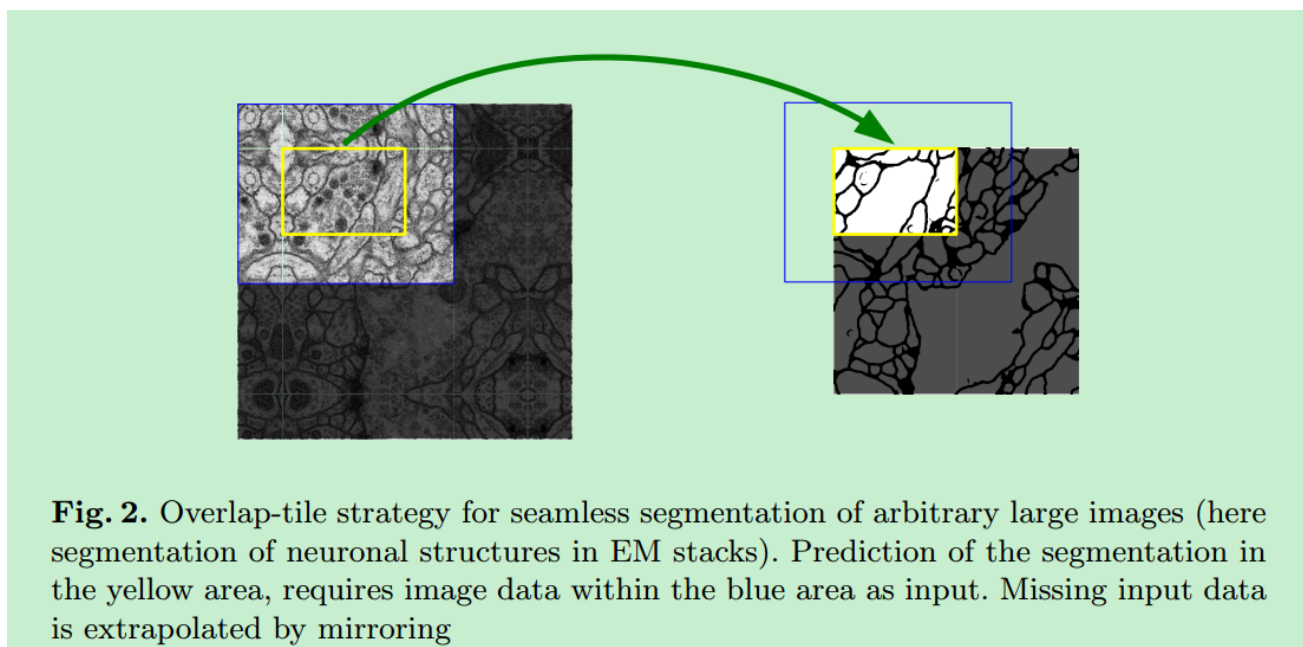 Fig. 2. Overlap-tile strategy for seamless segmentation of arbitrary large images (here
segmentation of neuronal structures in EM stacks). Prediction of the segmentation in
the yellow area, requires image data within the blue area as input. Missing input data
is extrapolated by mirroring